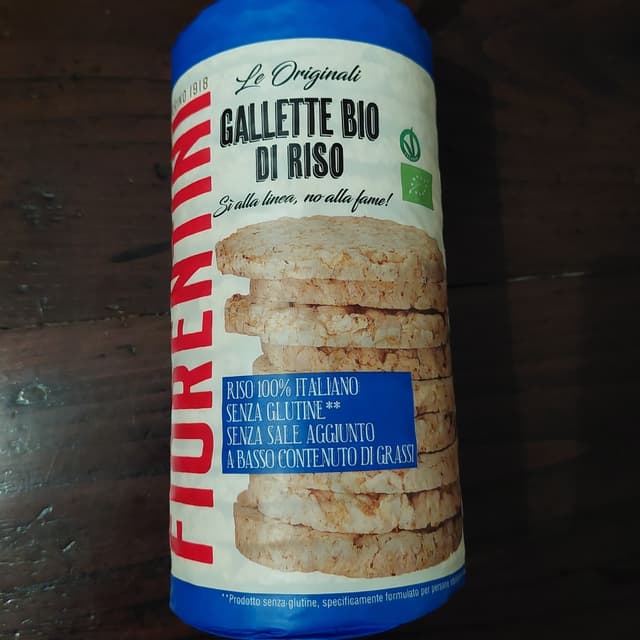 1918
FIORENTINI
Le Originali
GALLETTE BIO
DI RISO
Sì alla linea, no alla fame!
RISO 100% ITALIANO
SENZA GLUTINE**
SENZA SALE AGGIUNTO
A BASSO CONTENUTO DI GRASSI
**Prodotto senza glutine, specificamente formulato per persone